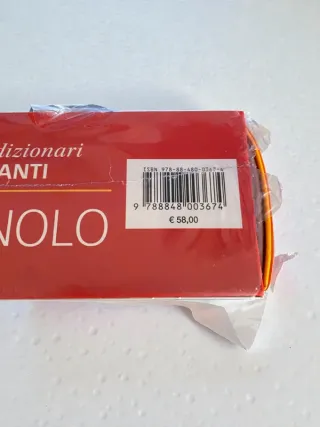 dizionari
ANTI
NOLO
ISBN 978-88-480-0367-4
9 788848 003674
€ 58,00